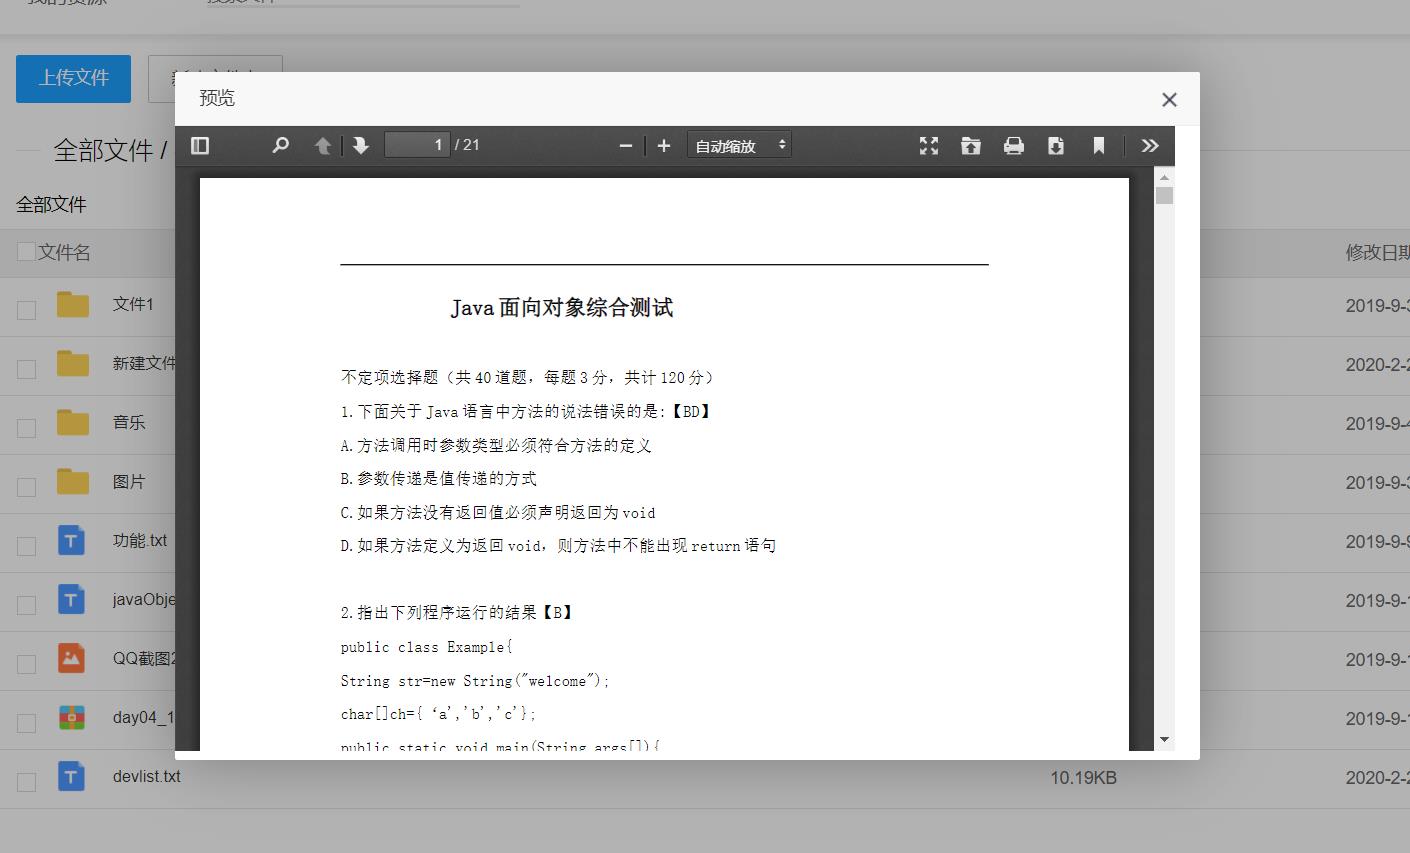 上传文件
预览
全部文件 /
1 / 21
自动缩放
全部文件
文件名
修改日期
文件1
2019-9-3
新建文件
2020-2-2
音乐
2019-9-4
图片
2019-9-3
功能.txt
2019-9-9
javaObje
2019-9-1
QQ截图2
2019-9-1
day04_1
2019-9-1
devlist.txt
10.19KB
2020-2-2
Java 面向对象综合测试
不定项选择题（共 40 道题，每题 3 分，共计 120 分）
1.下面关于 Java 语言中方法的说法错误的是:【BD】
A.方法调用时参数类型必须符合方法的定义
B.参数传递是值传递的方式
C.如果方法没有返回值必须声明返回为 void
D.如果方法定义为返回 void，则方法中不能出现 return 语句
2.指出下列程序运行的结果【B】
public class Example{
String str=new String("welcome");
char[]ch={‘a','b','c'};
public static void main(String args[]){